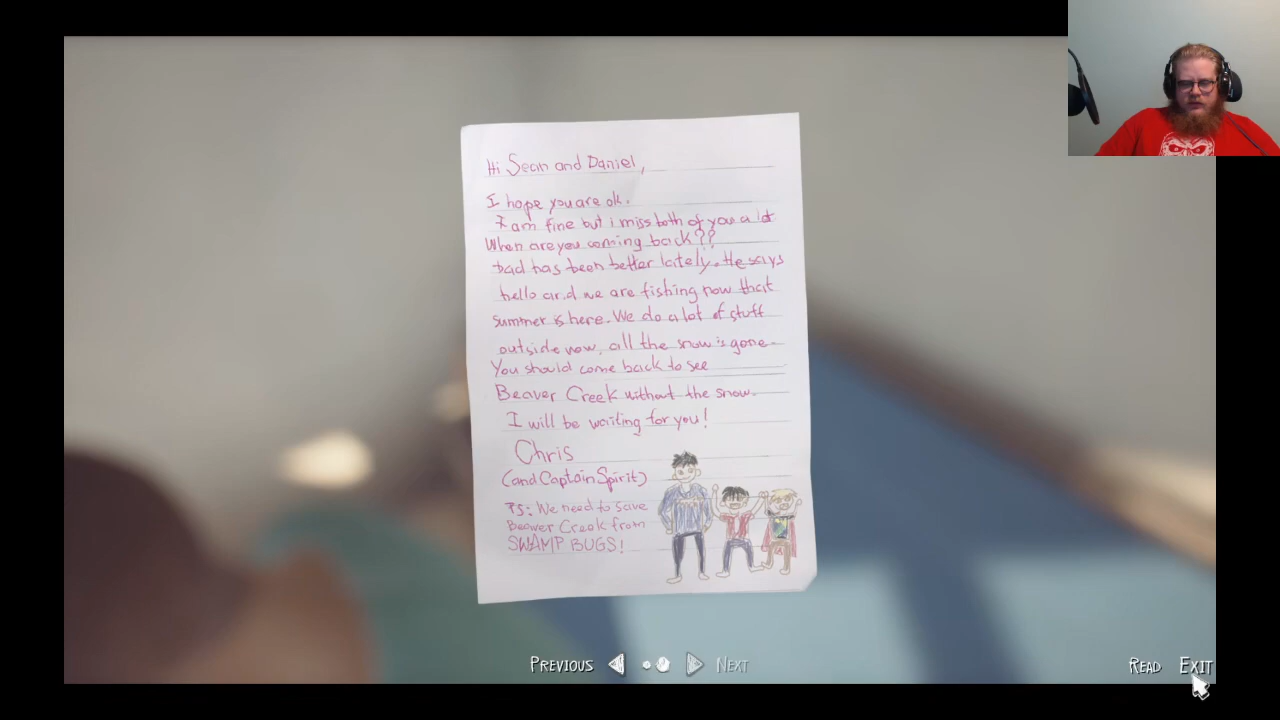 Hi Sean and Daniel,
I hope you are ok.
I am fine but i miss both of you a lot
When are you coming back??
Dad has been better lately. He says
hello and we are fishing now that
summer is here. We do a lot of stuff
outside now, all the snow is gone.
You should come back to see
Beaver Creek without the snow.
I will be waiting for you!
Chris
(and Captain Spirit)
PS: We need to save
Beaver Creek from
SWAMP BUGS!
PREVIOUS NEXT
READ EXIT